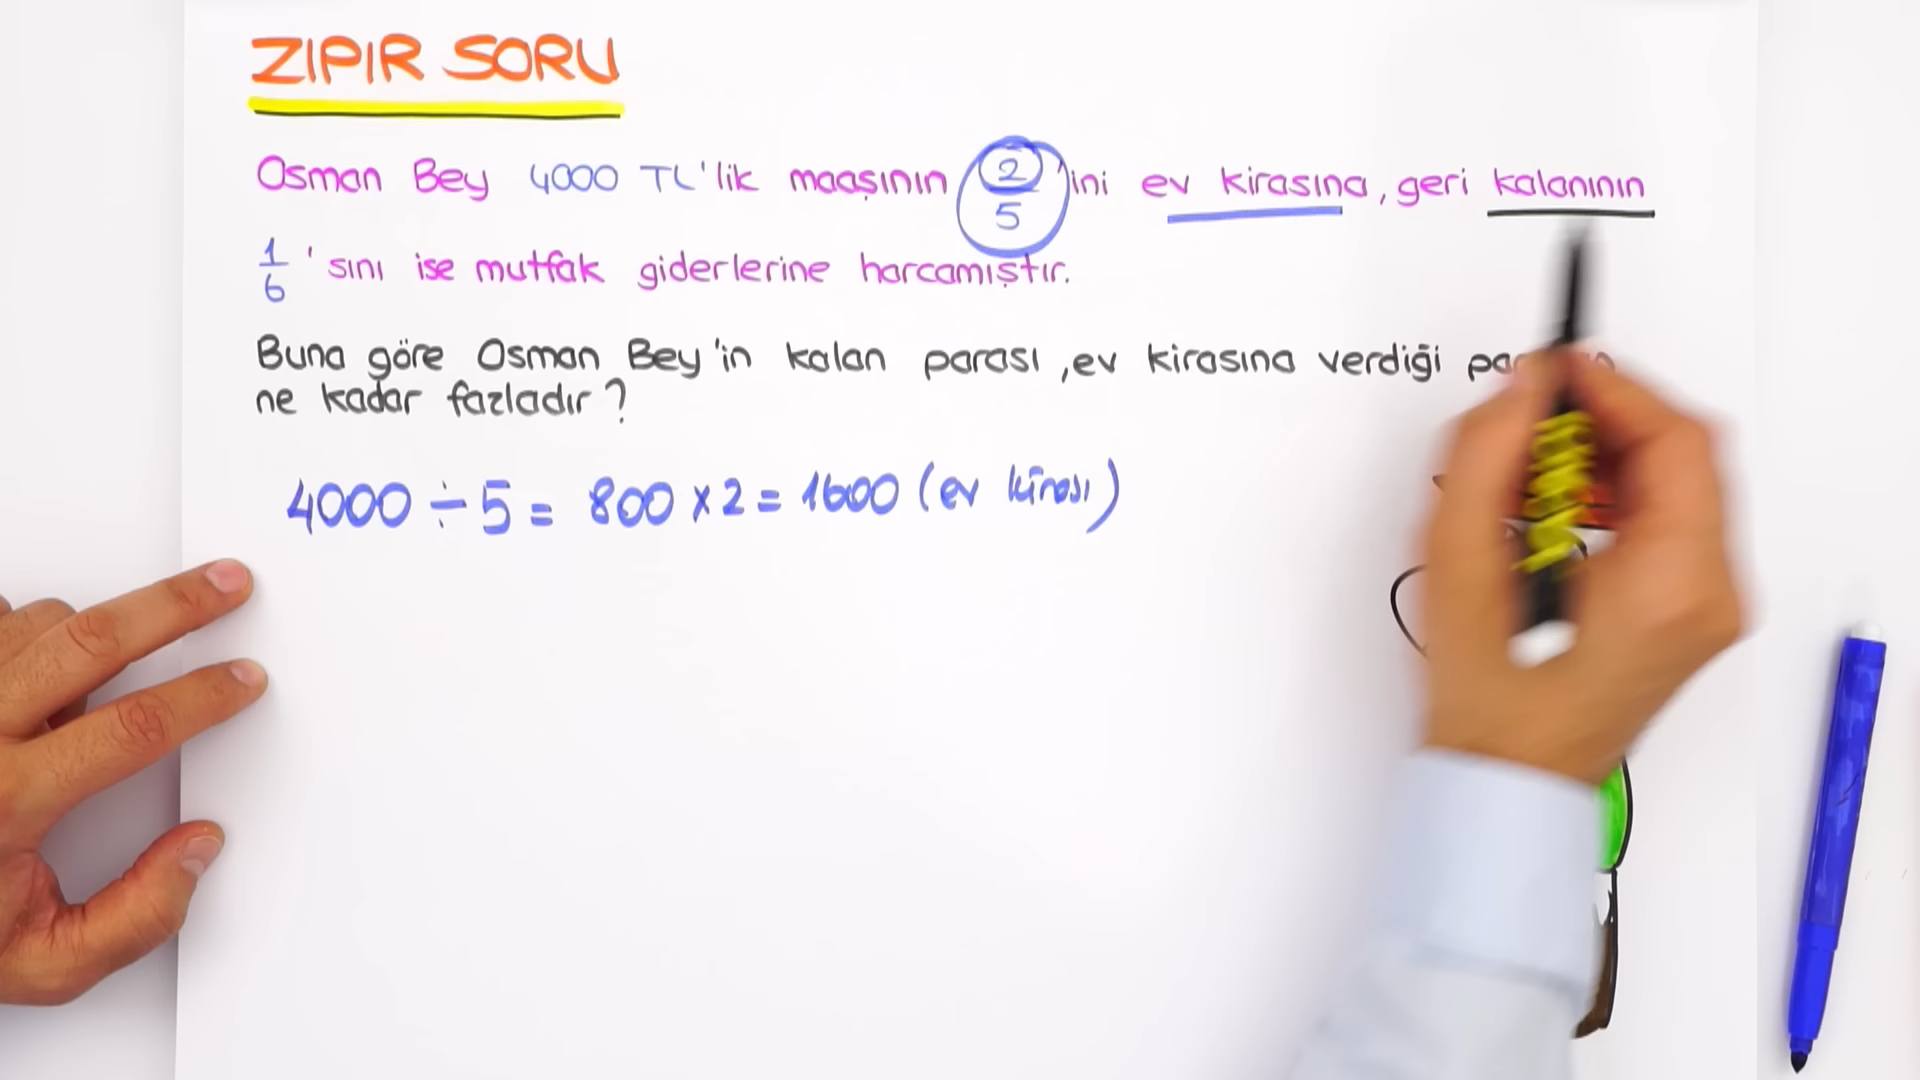 ZIPIR SORU
Osman Bey 4000 TL'lik maaşının 2/5 'ini ev kirasına, geri kalanının
1/6 'sını ise mutfak giderlerine harcamıştır.
Buna göre Osman Bey'in kalan parası, ev kirasına verdiği
ne kadar fazladır?
4000 ÷ 5 = 800 x 2 = 1600 (ev kirası)